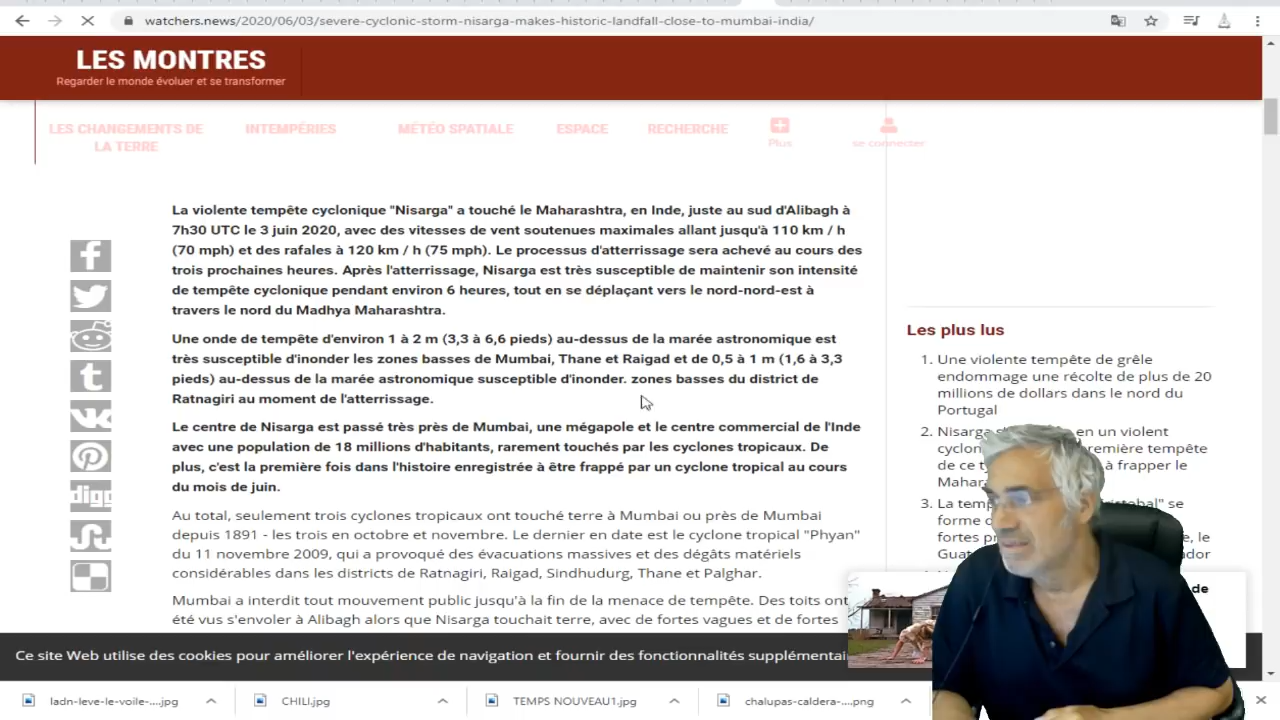 watchers.news/2020/06/03/severe-cyclonic-storm-nisarga-makes-historic-landfall-close-to-mumbai-india/
LES MONTRES
Regarder le monde évoluer et se transformer
LES CHANGEMENTS DE
LA TERRE
INTEMPÉRIES
MÉTÉO SPATIALE
ESPACE
RECHERCHE
Plus
se connecter
La violente tempête cyclonique "Nisarga" a touché le Maharashtra, en Inde, juste au sud d'Alibagh à
7h30 UTC le 3 juin 2020, avec des vitesses de vent soutenues maximales allant jusqu'à 110 km / h
(70 mph) et des rafales à 120 km / h (75 mph). Le processus d'atterrissage sera achevé au cours des
trois prochaines heures. Après l'atterrissage, Nisarga est très susceptible de maintenir son intensité
de tempête cyclonique pendant environ 6 heures, tout en se déplaçant vers le nord-nord-est à
travers le nord du Madhya Maharashtra.
Une onde de tempête d'environ 1 à 2 m (3,3 à 6,6 pieds) au-dessus de la marée astronomique est
très susceptible d'inonder les zones basses de Mumbai, Thane et Raigad et de 0,5 à 1 m (1,6 à 3,3
pieds) au-dessus de la marée astronomique susceptible d'inonder. zones basses du district de
Ratnagiri au moment de l'atterrissage.
Le centre de Nisarga est passé très près de Mumbai, une mégapole et le centre commercial de l'Inde
avec une population de 18 millions d'habitants, rarement touchés par les cyclones tropicaux. De
plus, c'est la première fois dans l'histoire enregistrée à être frappé par un cyclone tropical au cours
du mois de juin.
Au total, seulement trois cyclones tropicaux ont touché terre à Mumbai ou près de Mumbai
depuis 1891 - les trois en octobre et novembre. Le dernier en date est le cyclone tropical "Phyan"
du 11 novembre 2009, qui a provoqué des évacuations massives et des dégâts matériels
considérables dans les districts de Ratnagiri, Raigad, Sindhudurg, Thane et Palghar.
Mumbai a interdit tout mouvement public jusqu'à la fin de la menace de tempête. Des toits ont
été vus s'envoler à Alibagh alors que Nisarga touchait terre, avec de fortes vagues et de fortes
digg
Les plus lus
1. Une violente tempête de grêle
endommage une récolte de plus de 20
millions de dollars dans le nord du
Portugal
2. Nisarga en un violent
cyclon première tempête
de ce à frapper le
Mahar
3. La temp se
forme
fortes le
Guat
de
Ce site Web utilise des cookies pour améliorer l'expérience de navigation et fournir des fonctionnalités
ladn-leve-le-voile-....jpg
CHILI.jpg
TEMPS NOUVEAU1.jpg
chalupas-caldera-....png